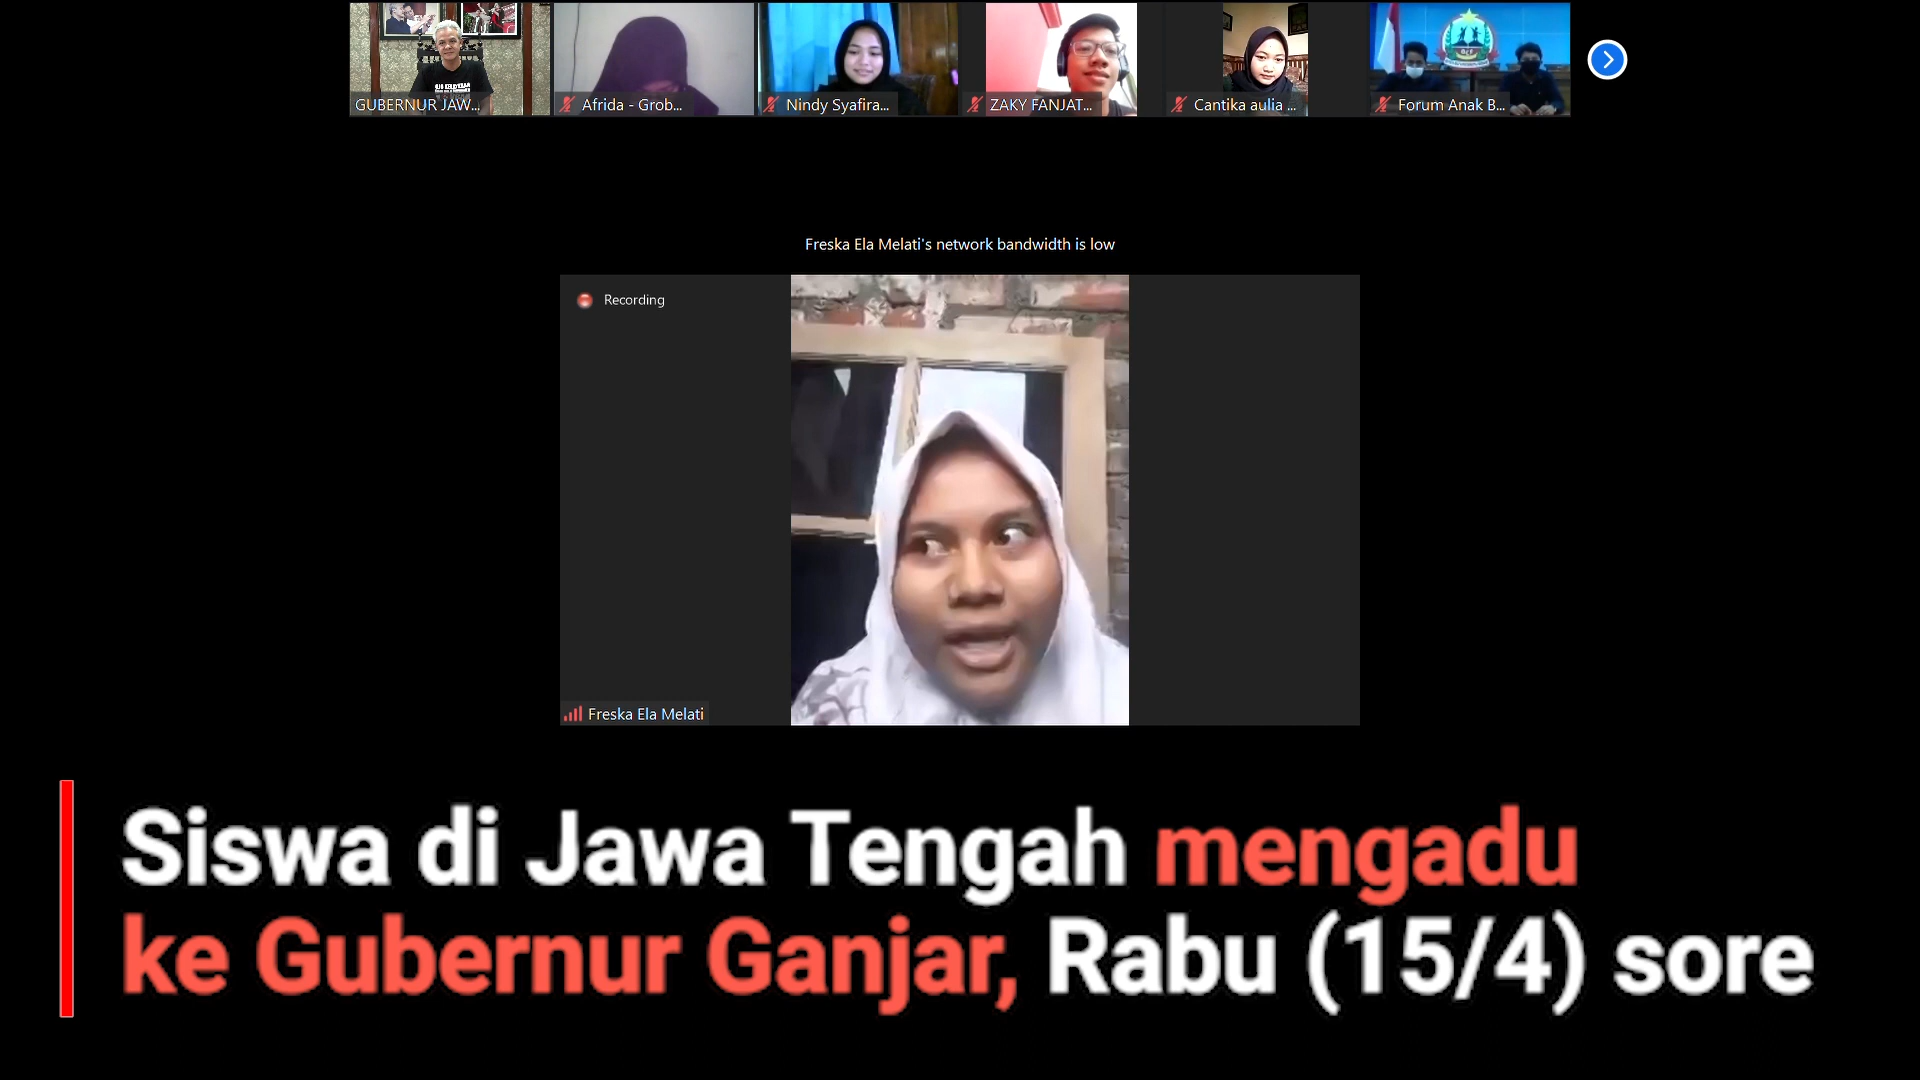 GUBERNUR JAW...
Afrida - Grob...
Nindy Syafira...
ZAKY FANJAT...
Cantika aulia ...
Forum Anak B...
Freska Ela Melati's network bandwidth is low
Recording
Freska Ela Melati
Siswa di Jawa Tengah mengadu
ke Gubernur Ganjar, Rabu (15/4) sore